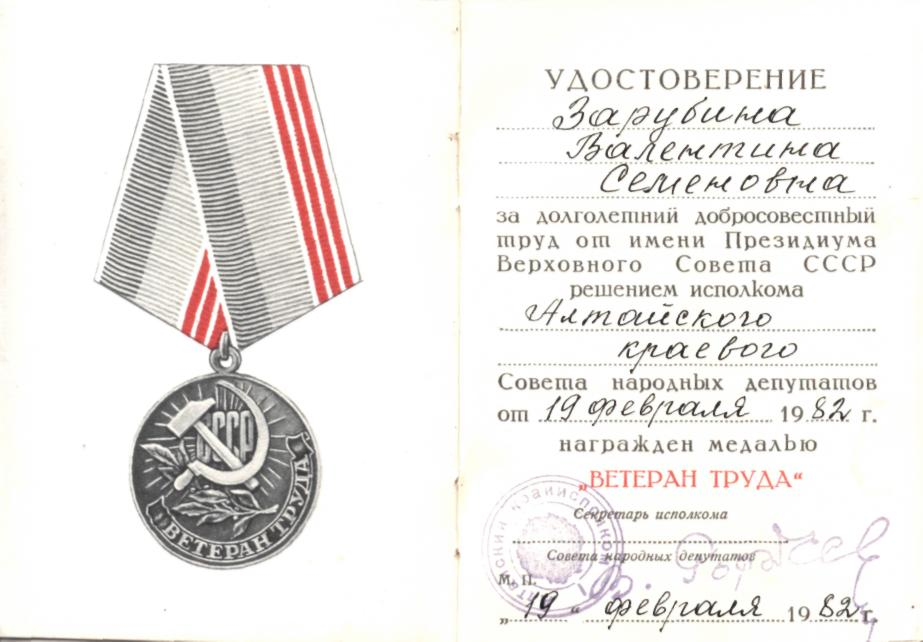 СССР
ВЕТЕРАН ТРУДА
УДОСТОВЕРЕНИЕ
Зарубина
Валентина
Семеновна
за долголетний добросовестный
труд от имени Президиума
Верховного Совета СССР
решением исполкома
Алтайского
краевого
Совета народных депутатов
от 19 февраля 1982 г.
награжден медалью
„ВЕТЕРАН ТРУДА“
Секретарь исполкома
Совета народных депутатов
М. П.
„19“ февраля 1982 г.